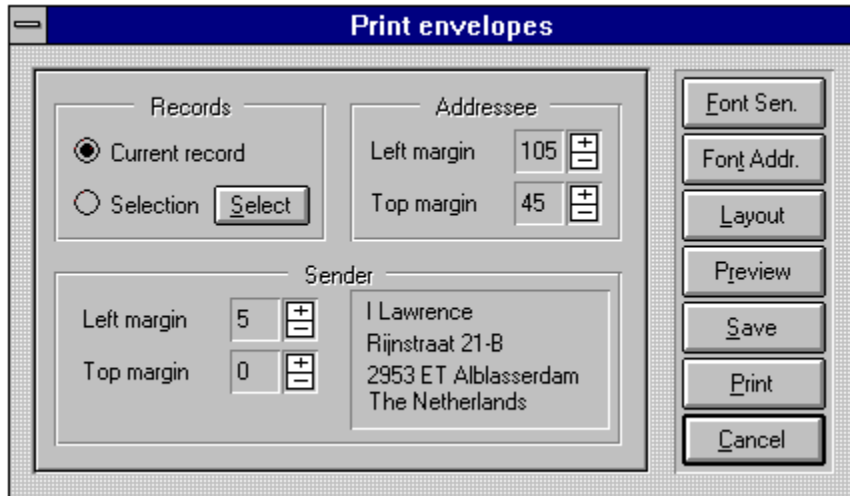 Print envelopes
Records
Current record
Selection Select
Addressee
Left margin 105 + -
Top margin 45 + -
Sender
Left margin 5 + -
Top margin 0 + -
I Lawrence
Rijnstraat 21-B
2953 ET Alblasserdam
The Netherlands
Font Sen.
Font Addr.
Layout
Preview
Save
Print
Cancel